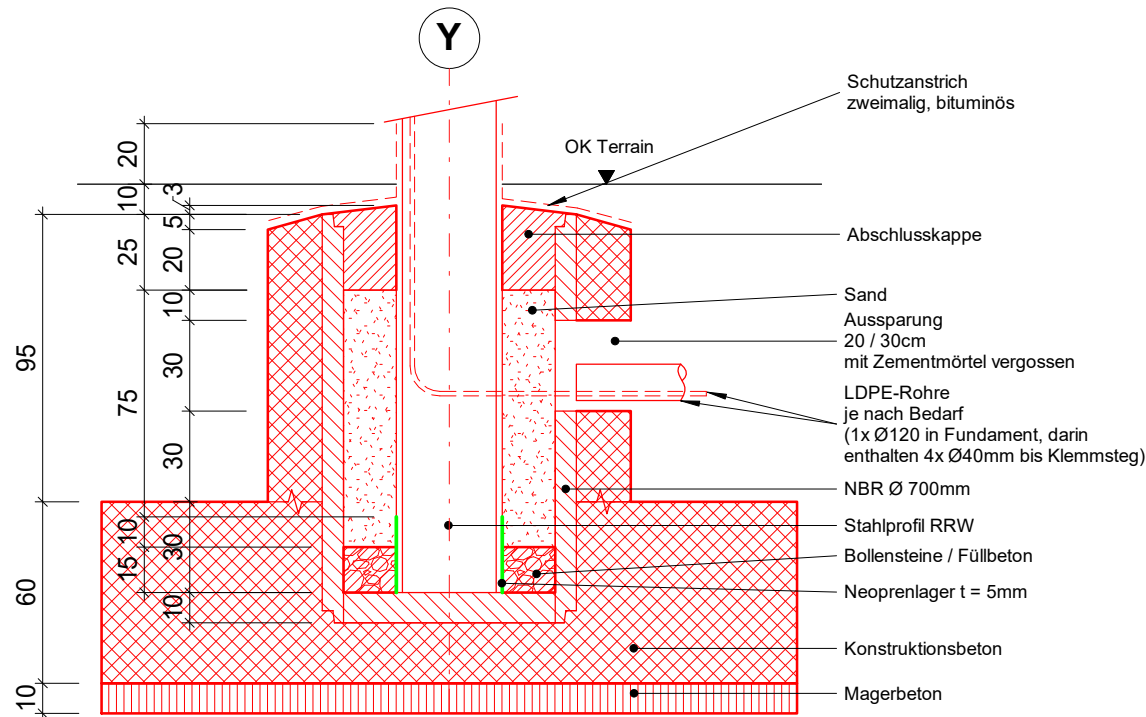 Y
Schutzanstrich
zweimalig, bituminös
OK Terrain
Abschlusskappe
Sand
Aussparung
20 / 30cm
mit Zementmörtel vergossen
LDPE-Rohre
je nach Bedarf
(1x Ø120 in Fundament, darin
enthalten 4x Ø40mm bis Klemmsteg)
NBR Ø 700mm
Stahlprofil RRW
Bollensteine / Füllbeton
Neoprenlager t = 5mm
Konstruktionsbeton
Magerbeton
95
60
10
20
10
25
75
10
15
3
5
20
10
30
30
30
10